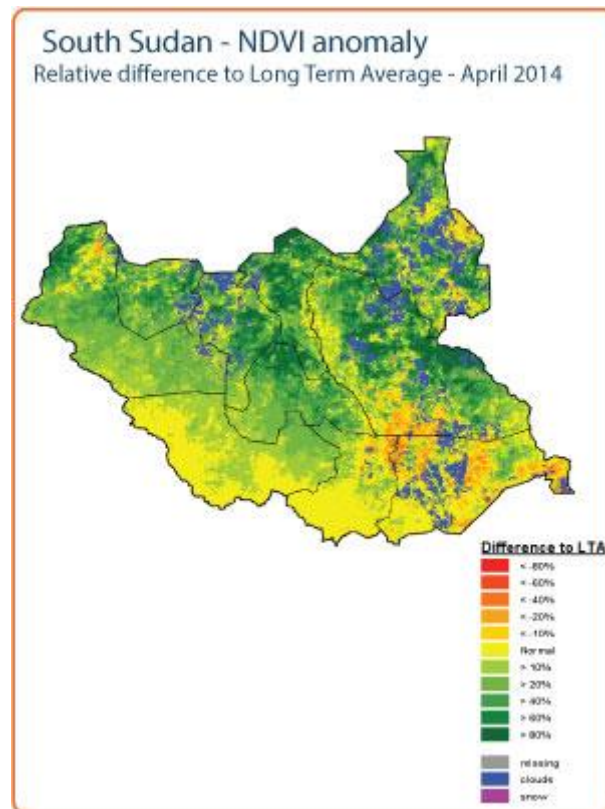 South Sudan - NDVI anomaly
Relative difference to Long Term Average - April 2014
Difference to LTA
< -80%
< -60%
< -40%
< -20%
< -10%
Normal
> 10%
> 20%
> 40%
> 60%
> 80%
missing
clouds
snow